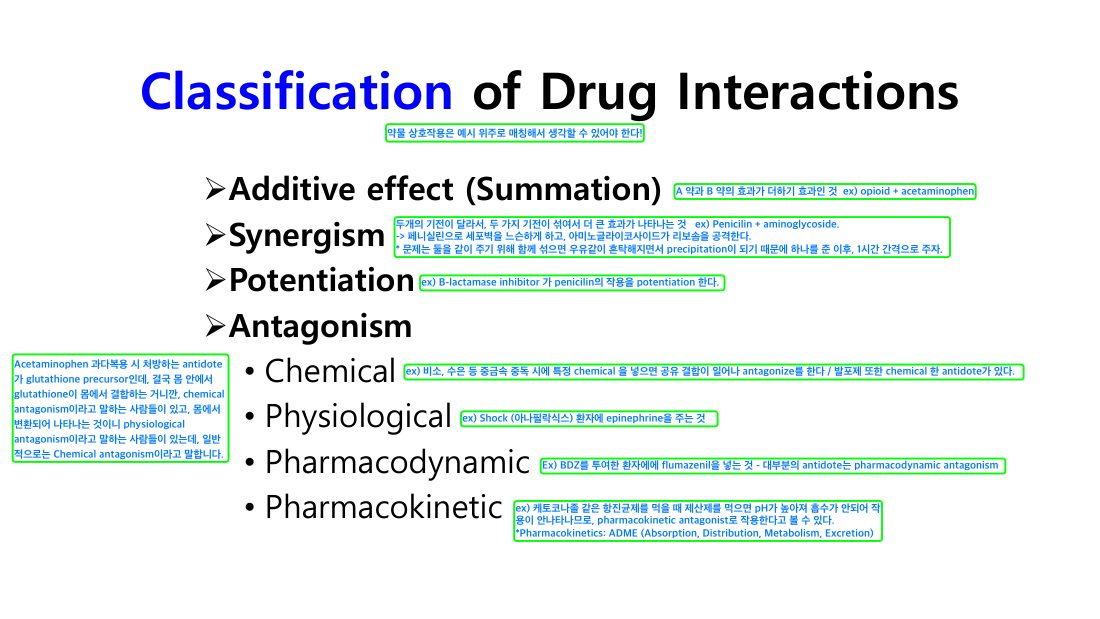 Classification of Drug Interactions
약물 상호작용은 예시 위주로 매칭해서 생각할 수 있어야 한다!
➢Additive effect (Summation) A 약과 B 약의 효과가 더하기 효과인 것 ex) opioid + acetaminophen
➢Synergism
두개의 기전이 달라서, 두 가지 기전이 섞여서 더 큰 효과가 나타나는 것 ex) Penicilin + aminoglycoside.
-> 페니실린으로 세포벽을 느슨하게 하고, 아미노글라이코사이드가 리보솜을 공격한다.
* 문제는 둘을 같이 주기 위해 함께 섞으면 우유같이 혼탁해지면서 precipitation이 되기 때문에 하나를 준 이후, 1시간 간격으로 주자.
➢Potentiation ex) B-lactamase inhibitor 가 penicilin의 작용을 potentiation 한다.
➢Antagonism
Acetaminophen 과다복용 시 처방하는 antidote
가 glutathione precursor인데, 결국 몸 안에서
glutathione이 몸에서 결합하는 거니깐, chemical
antagonism이라고 말하는 사람들이 있고, 몸에서
변환되어 나타나는 것이니 physiological
antagonism이라고 말하는 사람들이 있는데, 일반
적으로는 Chemical antagonism이라고 말합니다.
• Chemical ex) 비소, 수은 등 중금속 중독 시에 특정 chemical 을 넣으면 공유 결합이 일어나 antagonize를 한다 / 발포제 또한 chemical 한 antidote가 있다.
• Physiological ex) Shock (아나필락식스) 환자에 epinephrine을 주는 것
• Pharmacodynamic Ex) BDZ를 투여한 환자에에 flumazenil을 넣는 것 - 대부분의 antidote는 pharmacodynamic antagonism
• Pharmacokinetic
ex) 케토코나졸 같은 항진균제를 먹을 때 제산제를 먹으면 pH가 높아져 흡수가 안되어 작
용이 안나타나므로, pharmacokinetic antagonist로 작용한다고 볼 수 있다.
*Pharmacokinetics: ADME (Absorption, Distribution, Metabolism, Excretion)